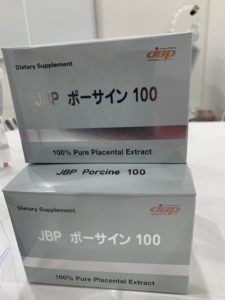 JBP
Dietary Supplement
JBP ポーサイン 100
100% Pure Placental Extract
JBP Porcine 100
JBP
Dietary Supplement
JBP ポーサイン 100
100% Pure Placental Extract